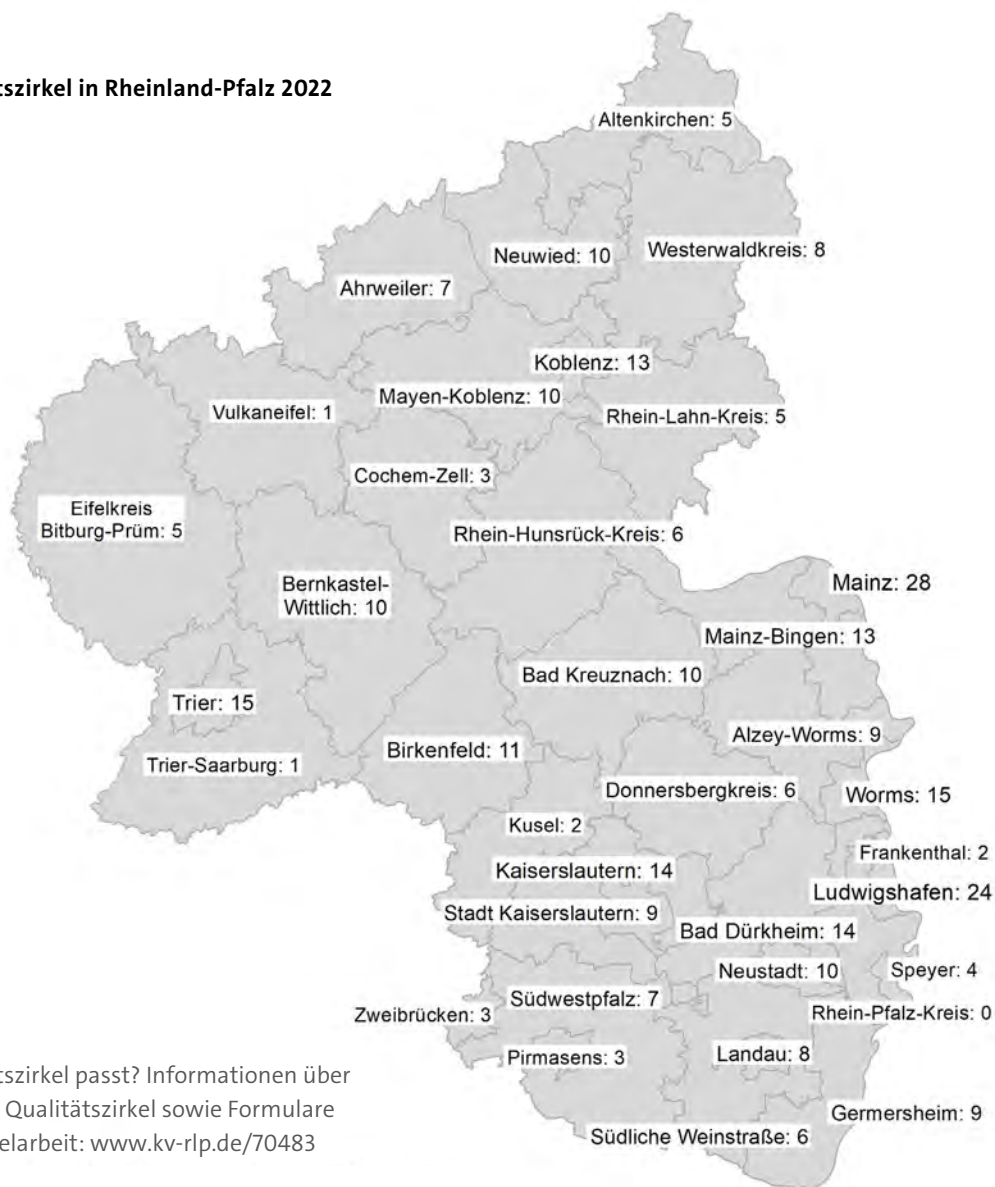 tszirkel in Rheinland-Pfalz 2022
Altenkirchen: 5
Neuwied: 10
Westerwaldkreis: 8
Ahrweiler: 7
Koblenz: 13
Mayen-Koblenz: 10
Vulkaneifel: 1
Rhein-Lahn-Kreis: 5
Cochem-Zell: 3
Eifelkreis
Bitburg-Prüm: 5
Rhein-Hunsrück-Kreis: 6
Bernkastel-
Wittlich: 10
Mainz: 28
Mainz-Bingen: 13
Bad Kreuznach: 10
Trier: 15
Alzey-Worms: 9
Birkenfeld: 11
Trier-Saarburg: 1
Donnersbergkreis: 6
Worms: 15
Kusel: 2
Frankenthal: 2
Kaiserslautern: 14
Ludwigshafen: 24
Stadt Kaiserslautern: 9
Bad Dürkheim: 14
Neustadt: 10
Speyer: 4
Südwestpfalz: 7
Zweibrücken: 3
Rhein-Pfalz-Kreis: 0
Pirmasens: 3
Landau: 8
Germersheim: 9
Südliche Weinstraße: 6
tszirkel passt? Informationen über
Qualitätszirkel sowie Formulare
elarbeit: www.kv-rlp.de/70483